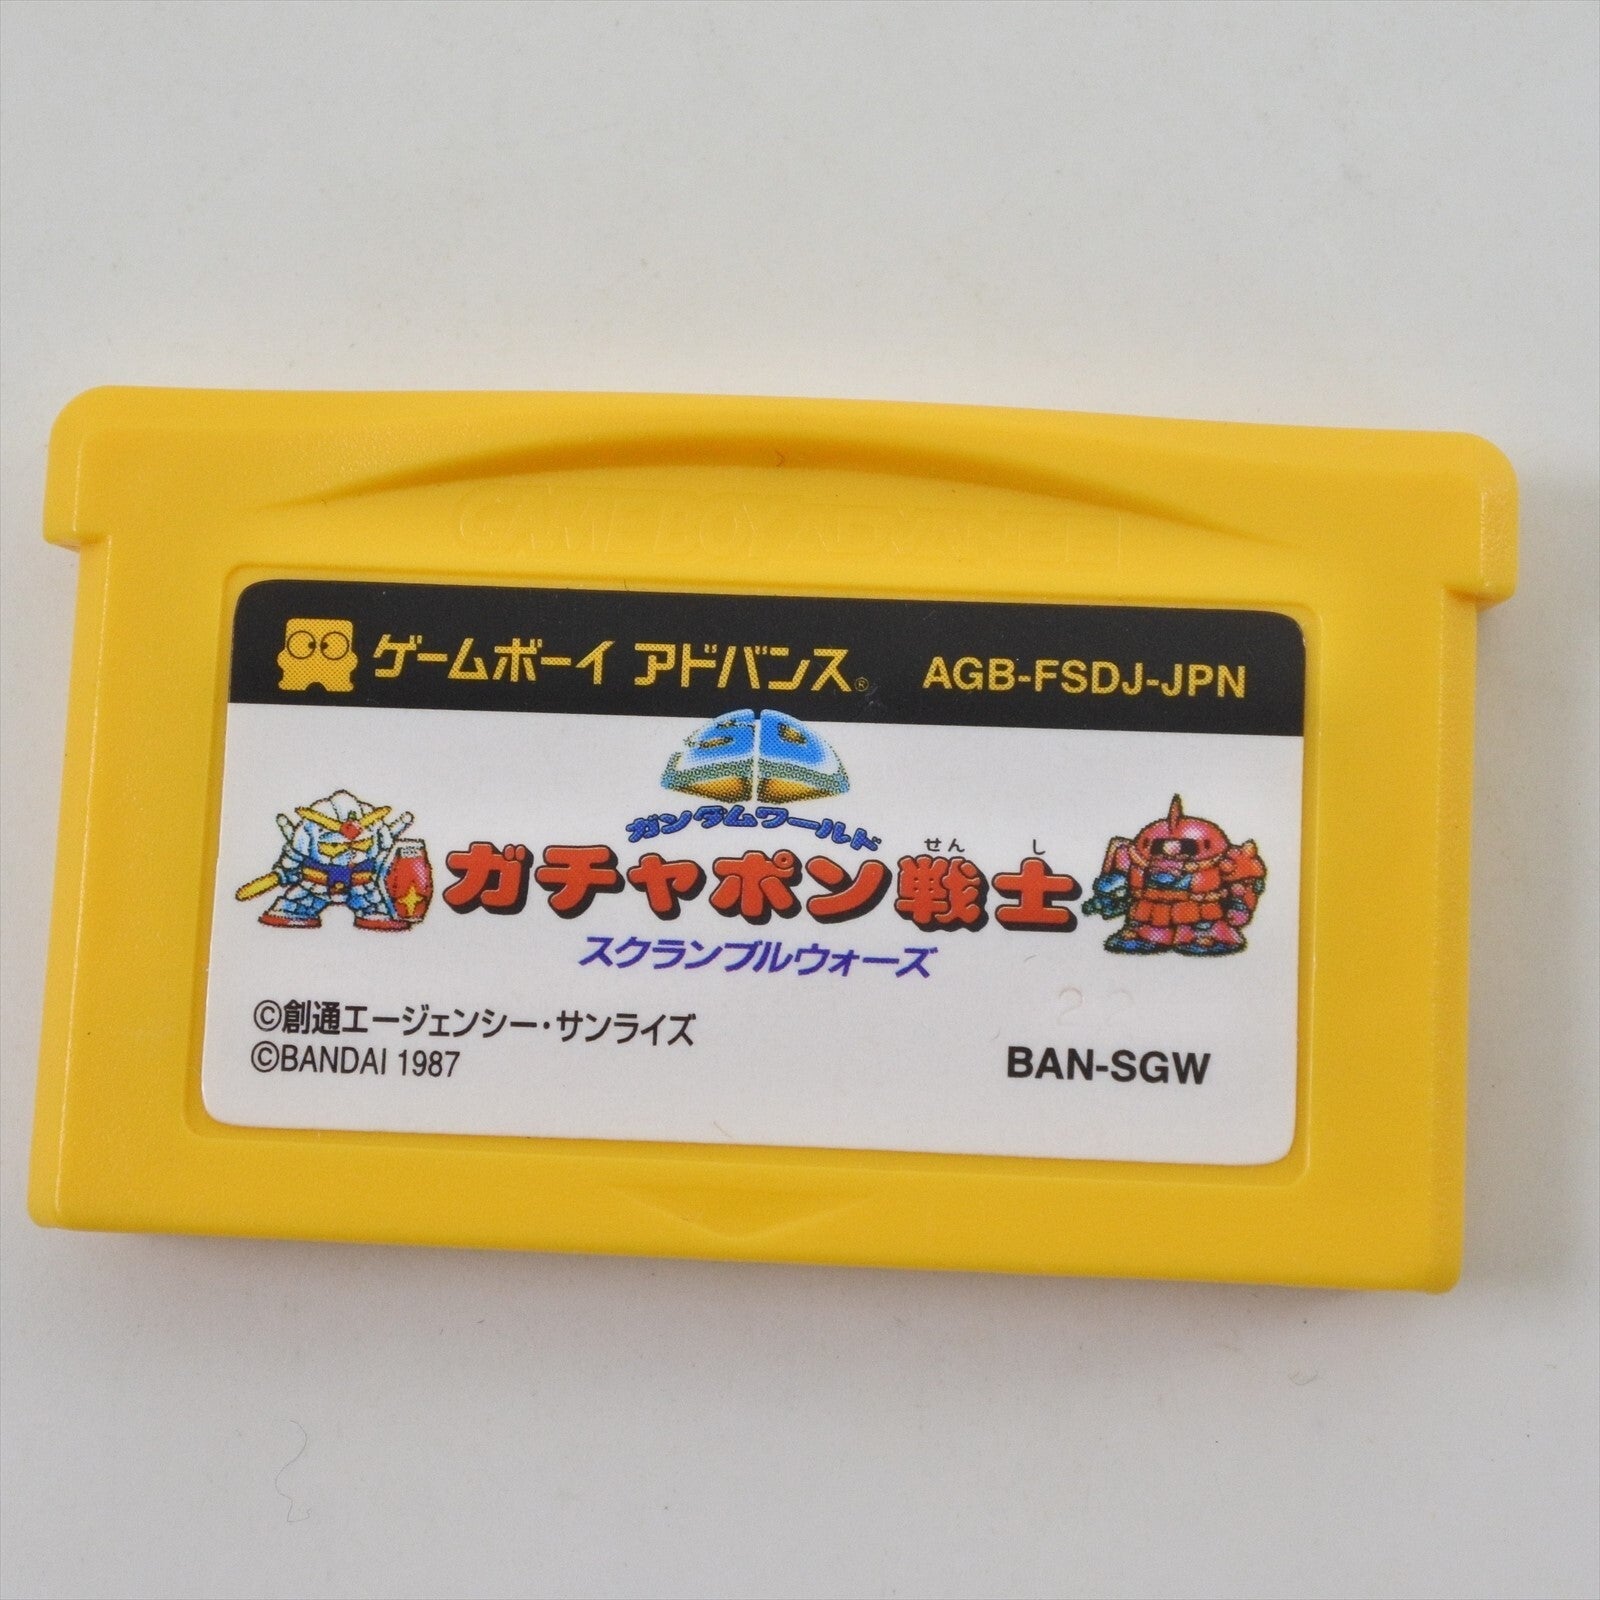 GAME BOY ADVANCE
ゲームボーイ アドバンス® AGB-FSDJ-JPN
SD
ガンダムワールド
せん し
ガチャポン戦士
スクランブルウォーズ
©創通エージェンシー・サンライズ
©BANDAI 1987 BAN-SGW